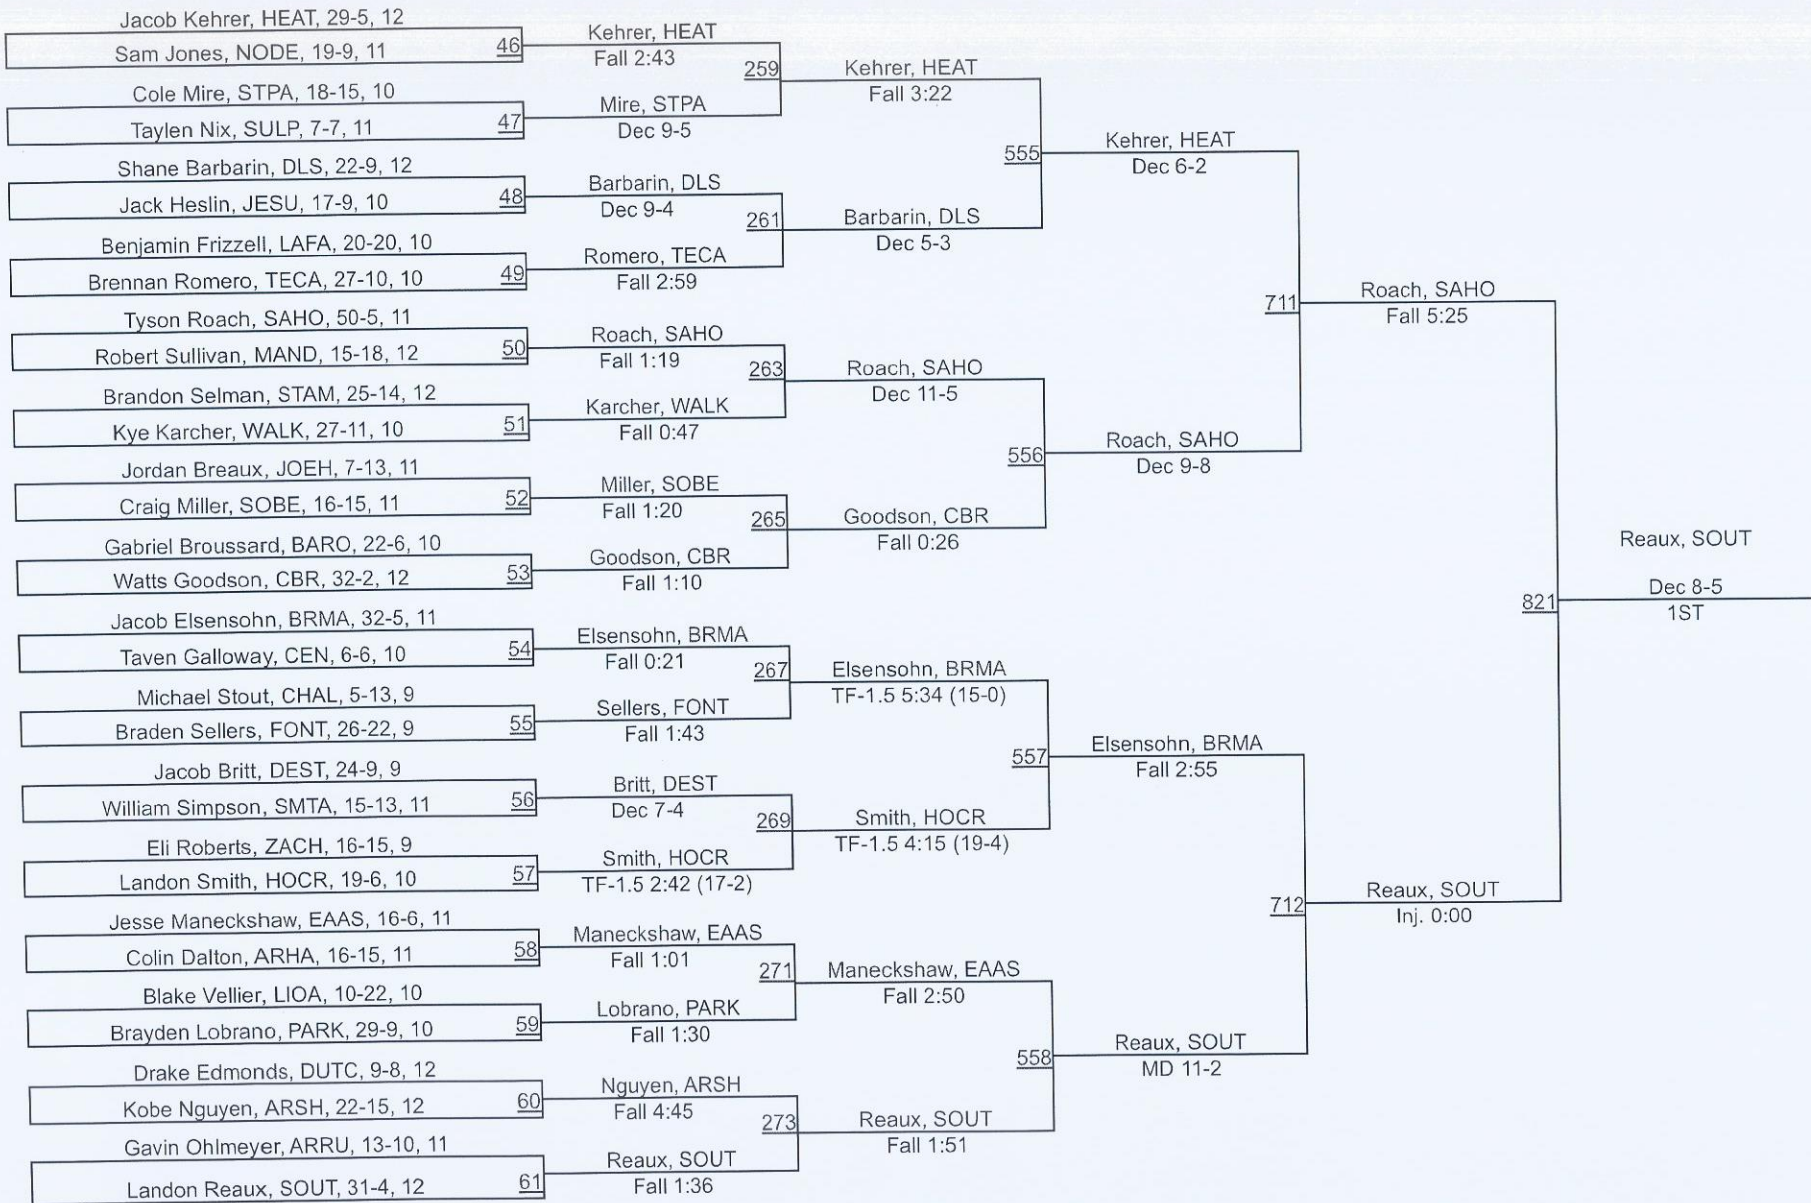 Jacob Kehrer, HEAT, 29-5, 12
Sam Jones, NODE, 19-9, 11
46
Cole Mire, STPA, 18-15, 10
Taylen Nix, SULP, 7-7, 11
47
Shane Barbarin, DLS, 22-9, 12
Jack Heslin, JESU, 17-9, 10
48
Benjamin Frizzell, LAFA, 20-20, 10
Brennan Romero, TECA, 27-10, 10
49
Tyson Roach, SAHO, 50-5, 11
Robert Sullivan, MAND, 15-18, 12
50
Brandon Selman, STAM, 25-14, 12
Kye Karcher, WALK, 27-11, 10
51
Jordan Breaux, JOEH, 7-13, 11
Craig Miller, SOBE, 16-15, 11
52
Gabriel Broussard, BARO, 22-6, 10
Watts Goodson, CBR, 32-2, 12
53
Jacob Elsensohn, BRMA, 32-5, 11
Taven Galloway, CEN, 6-6, 10
54
Michael Stout, CHAL, 5-13, 9
Braden Sellers, FONT, 26-22, 9
55
Jacob Britt, DEST, 24-9, 9
William Simpson, SMTA, 15-13, 11
56
Eli Roberts, ZACH, 16-15, 9
Landon Smith, HOCR, 19-6, 10
57
Jesse Maneckshaw, EAAS, 16-6, 11
Colin Dalton, ARHA, 16-15, 11
58
Blake Vellier, LIOA, 10-22, 10
Brayden Lobrano, PARK, 29-9, 10
59
Drake Edmonds, DUTC, 9-8, 12
Kobe Nguyen, ARSH, 22-15, 12
60
Gavin Ohlmeyer, ARRU, 13-10, 11
Landon Reaux, SOUT, 31-4, 12
61
Kehrer, HEAT
Fall 2:43
259
Mire, STPA
Dec 9-5
Barbarin, DLS
Dec 9-4
261
Romero, TECA
Fall 2:59
Roach, SAHO
Fall 1:19
263
Karcher, WALK
Fall 0:47
Miller, SOBE
Fall 1:20
265
Goodson, CBR
Fall 1:10
Elsensohn, BRMA
Fall 0:21
267
Sellers, FONT
Fall 1:43
Britt, DEST
Dec 7-4
269
Smith, HOCR
TF-1.5 2:42 (17-2)
Maneckshaw, EAAS
Fall 1:01
271
Lobrano, PARK
Fall 1:30
Nguyen, ARSH
Fall 4:45
273
Reaux, SOUT
Fall 1:36
Kehrer, HEAT
Fall 3:22
555
Barbarin, DLS
Dec 5-3
Roach, SAHO
Dec 11-5
556
Goodson, CBR
Fall 0:26
Elsensohn, BRMA
TF-1.5 5:34 (15-0)
557
Smith, HOCR
TF-1.5 4:15 (19-4)
Maneckshaw, EAAS
Fall 2:50
558
Reaux, SOUT
Fall 1:51
Kehrer, HEAT
Dec 6-2
711
Roach, SAHO
Dec 9-8
Elsensohn, BRMA
Fall 2:55
712
Reaux, SOUT
MD 11-2
Roach, SAHO
Fall 5:25
821
Reaux, SOUT
Inj. 0:00
Reaux, SOUT
Dec 8-5
1ST